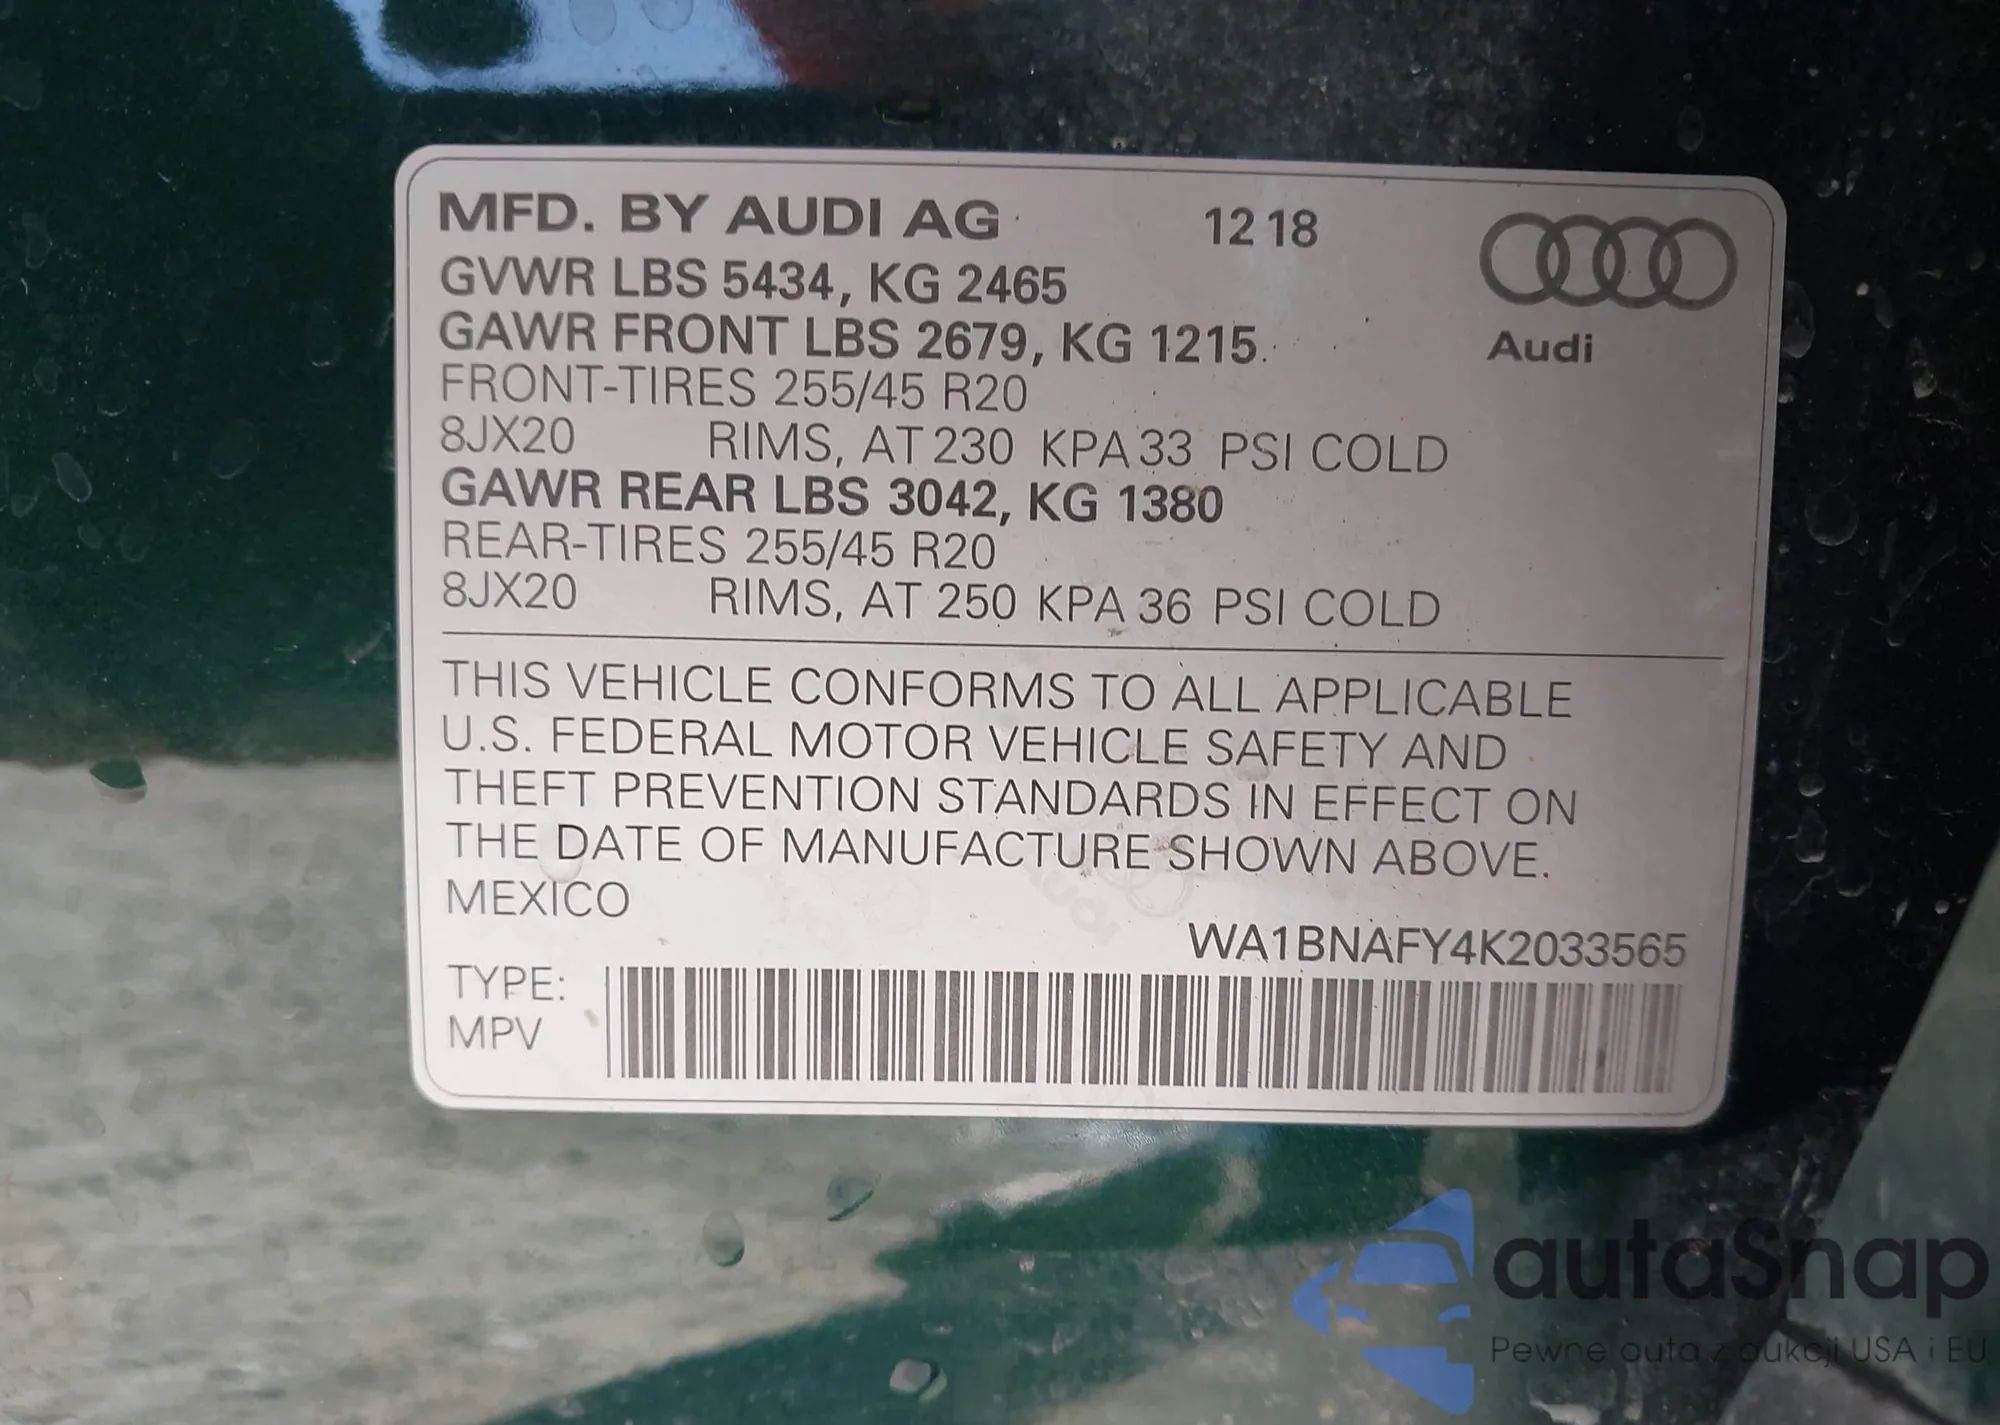 MFD. BY AUDI AG 12 18
GVWR LBS 5434, KG 2465
GAWR FRONT LBS 2679, KG 1215.
Audi
FRONT-TIRES 255/45 R20
8JX20 RIMS, AT 230 KPA 33 PSI COLD
GAWR REAR LBS 3042, KG 1380
REAR-TIRES 255/45 R20
8JX20 RIMS, AT 250 KPA 36 PSI COLD
THIS VEHICLE CONFORMS TO ALL APPLICABLE
U.S. FEDERAL MOTOR VEHICLE SAFETY AND
THEFT PREVENTION STANDARDS IN EFFECT ON
THE DATE OF MANUFACTURE SHOWN ABOVE.
MEXICO
WA1BNAFY4K2033565
TYPE:
MPV
autaSnap
Pewne auta z aukcji USA i EU